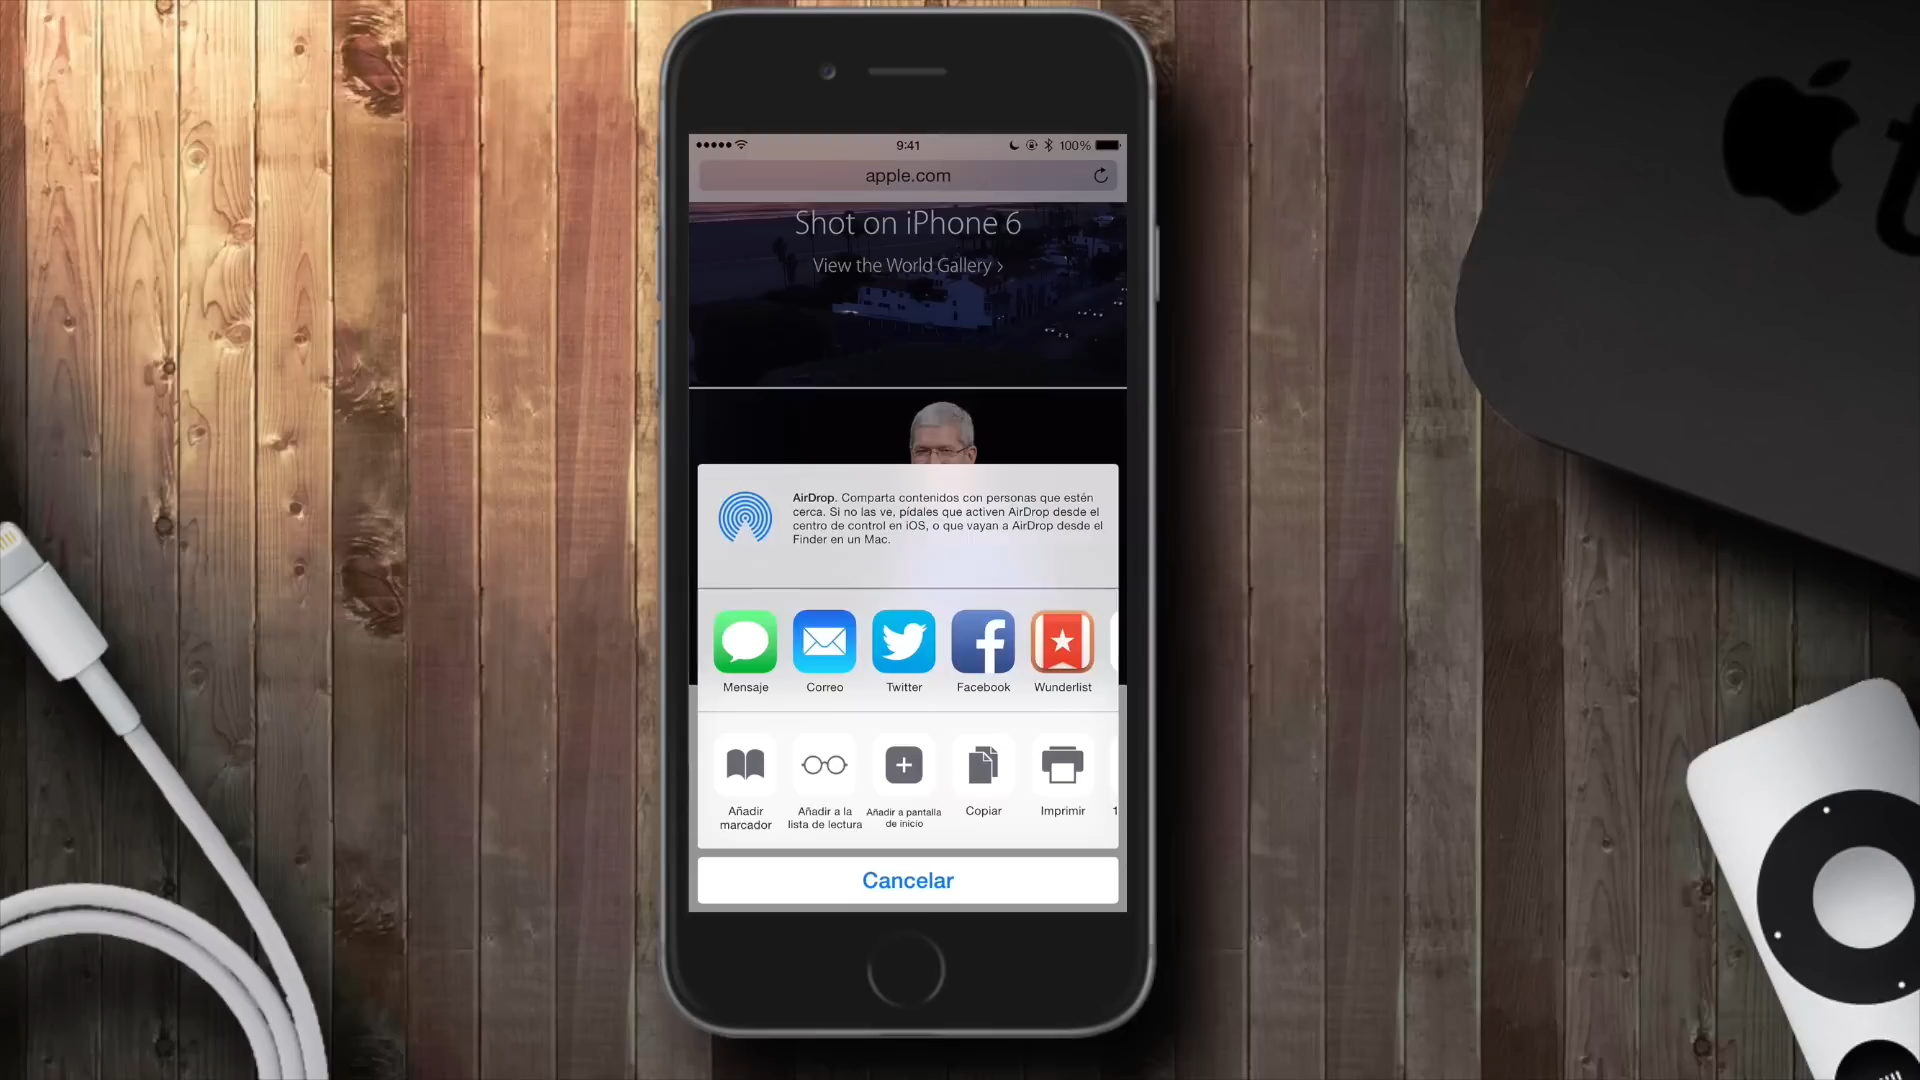 9:41
100%
apple.com
Shot on iPhone 6
View the World Gallery ›
AirDrop. Comparta contenidos con personas que estén
cerca. Si no las ve, pídales que activen AirDrop desde el
centro de control en iOS, o que vayan a AirDrop desde el
Finder en un Mac.
Mensaje
Correo
Twitter
Facebook
Wunderlist
Añadir
marcador
Añadir a la
lista de lectura
Añadir a pantalla
de inicio
Copiar
Imprimir
Cancelar